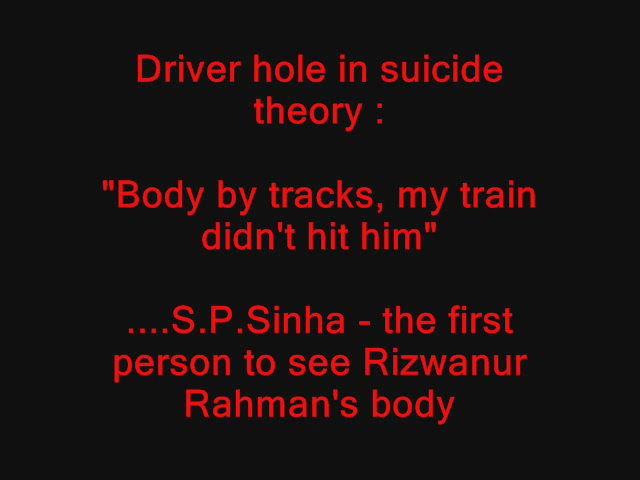 Driver hole in suicide
theory :
"Body by tracks, my train
didn't hit him"
....S.P.Sinha - the first
person to see Rizwanur
Rahman's body